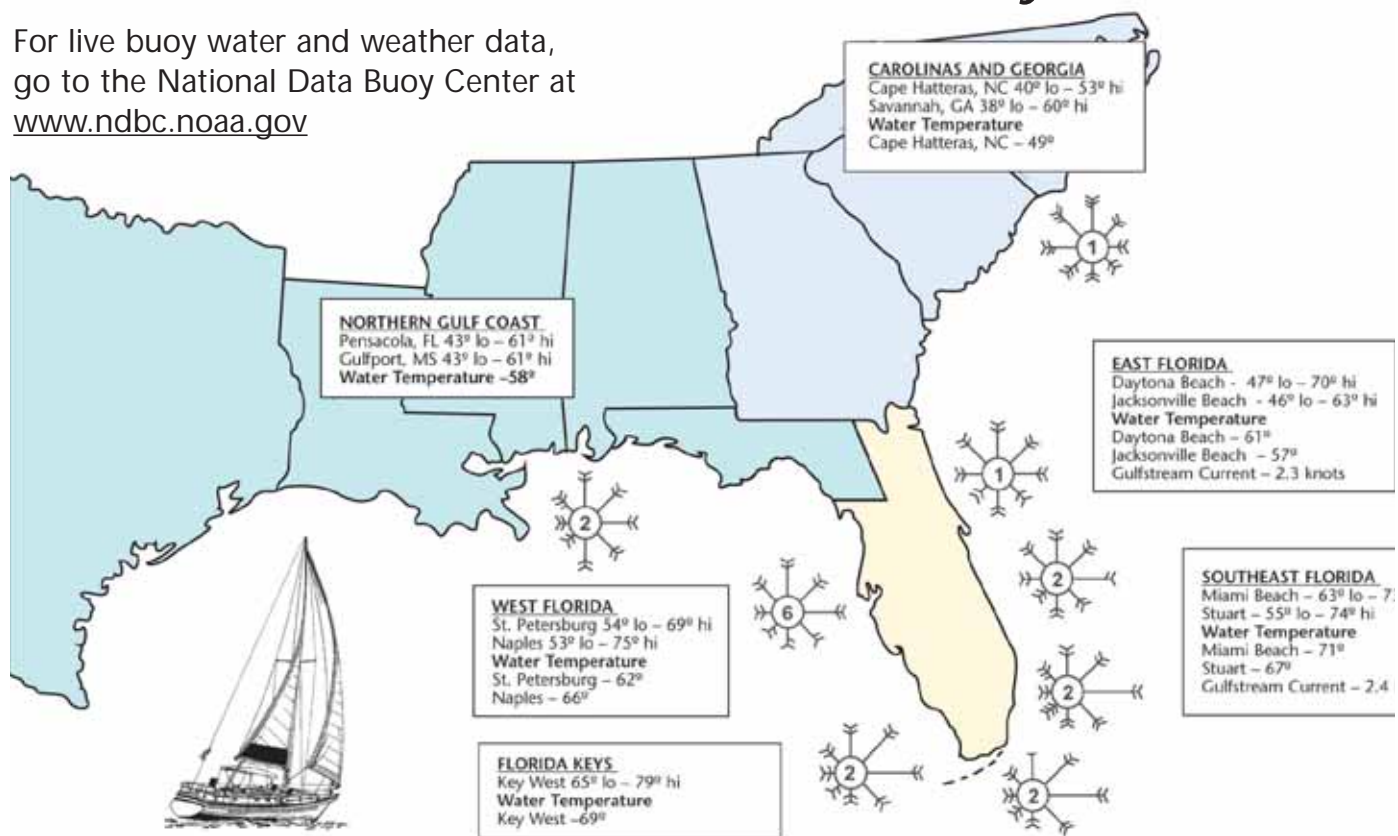 For live buoy water and weather data,
go to the National Data Buoy Center at
www.ndbc.noaa.gov
CAROLINAS AND GEORGIA
Cape Hatteras, NC 40º lo – 53º hi
Savannah, GA 38º lo – 60º hi
Water Temperature
Cape Hatteras, NC – 49º
1
NORTHERN GULF COAST
Pensacola, FL 43º lo – 61º hi
Gulfport, MS 43º lo – 61º hi
Water Temperature –58º
EAST FLORIDA
Daytona Beach - 47º lo – 70º hi
Jacksonville Beach - 46º lo – 63º hi
Water Temperature
Daytona Beach – 61º
Jacksonville Beach – 57º
Gulfstream Current – 2.3 knots
1
2
2
SOUTHEAST FLORIDA
Miami Beach – 63º lo –
Stuart – 55º lo – 74º hi
Water Temperature
Miami Beach – 71º
Stuart – 67º
Gulfstream Current – 2.4
WEST FLORIDA
St. Petersburg 54º lo – 69º hi
Naples 53º lo – 75º hi
Water Temperature
St. Petersburg – 62º
Naples – 66º
6
2
FLORIDA KEYS
Key West 65º lo – 79º hi
Water Temperature
Key West –69º
2
2